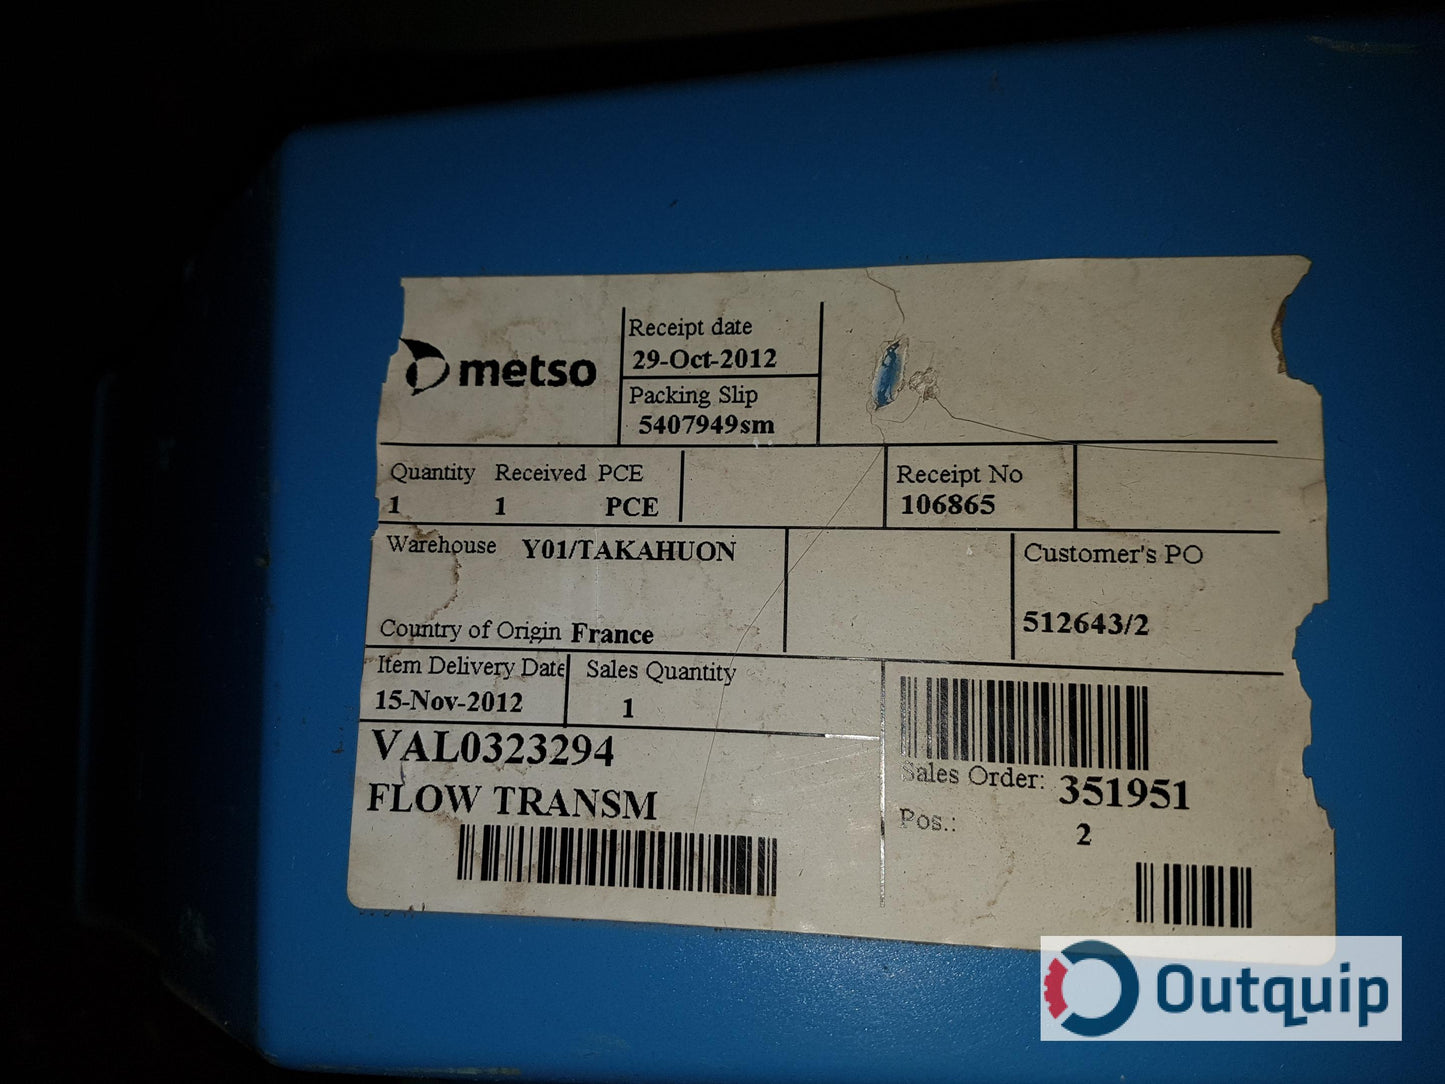 metso
Receipt date
29-Oct-2012
Packing Slip
5407949sm
Quantity Received PCE
1 1 PCE
Receipt No
106865
Warehouse Y01/TAKAHUON
Country of Origin France
Customer's PO
512643/2
Item Delivery Date
15-Nov-2012
Sales Quantity
1
VAL0323294
FLOW TRANSM
Sales Order: 351951
Pos.: 2
Outquip